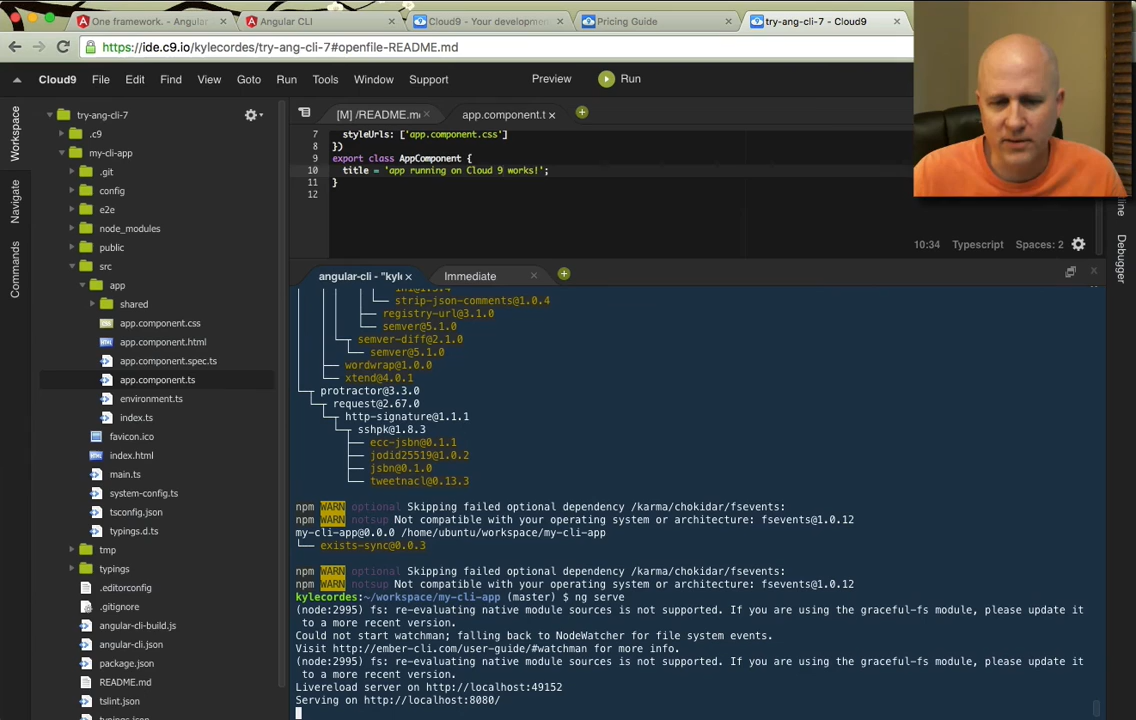 One framework. - Angular
Angular CLI
Cloud9 - Your developmen
Pricing Guide
try-ang-cli-7 - Cloud9
https://ide.c9.io/kylecordes/try-ang-cli-7#openfile-README.md
Cloud9 File Edit Find View Goto Run Tools Window Support Preview Run
Workspace
Navigate
Commands
try-ang-cli-7
.c9
my-cli-app
.git
config
e2e
node_modules
public
src
app
shared
app.component.css
app.component.html
app.component.spec.ts
app.component.ts
environment.ts
index.ts
favicon.ico
index.html
main.ts
system-config.ts
tsconfig.json
typings.d.ts
tmp
typings
.editorconfig
.gitignore
angular-cli-build.js
angular-cli.json
package.json
README.md
tslint.json
typings.json
[M] /README.m
app.component.t
7 styleUrls: ['app.component.css']
8 })
9 export class AppComponent {
10 title = 'app running on Cloud 9 works!';
11 }
12
10:34 Typescript Spaces: 2
Debugger
angular-cli - "kyle
Immediate
strip-json-comments@1.0.4
registry-url@3.1.0
semver@5.1.0
semver-diff@2.1.0
semver@5.1.0
wordwrap@1.0.0
xtend@4.0.1
protractor@3.3.0
request@2.67.0
http-signature@1.1.1
sshpk@1.8.3
ecc-jsbn@0.1.1
jodid25519@1.0.2
jsbn@0.1.0
tweetnacl@0.13.3
npm WARN optional Skipping failed optional dependency /karma/chokidar/fsevents:
npm WARN notsup Not compatible with your operating system or architecture: fsevents@1.0.12
my-cli-app@0.0.0 /home/ubuntu/workspace/my-cli-app
exists-sync@0.0.3
npm WARN optional Skipping failed optional dependency /karma/chokidar/fsevents:
npm WARN notsup Not compatible with your operating system or architecture: fsevents@1.0.12
kylecordes:~/workspace/my-cli-app (master) $ ng serve
(node:2995) fs: re-evaluating native module sources is not supported. If you are using the graceful-fs module, please update it
to a more recent version.
Could not start watchman; falling back to NodeWatcher for file system events.
Visit http://ember-cli.com/user-guide/#watchman for more info.
(node:2995) fs: re-evaluating native module sources is not supported. If you are using the graceful-fs module, please update it
to a more recent version.
Livereload server on http://localhost:49152
Serving on http://localhost:8080/